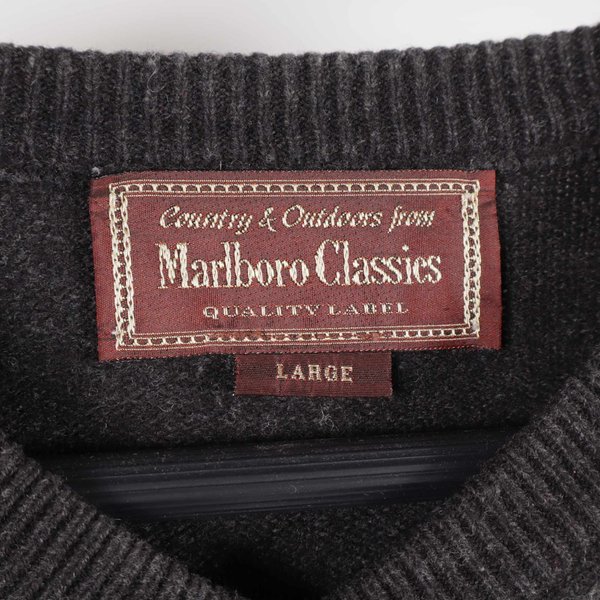 Country & Outdoors from
Marlboro Classics
QUALITY LABEL
LARGE